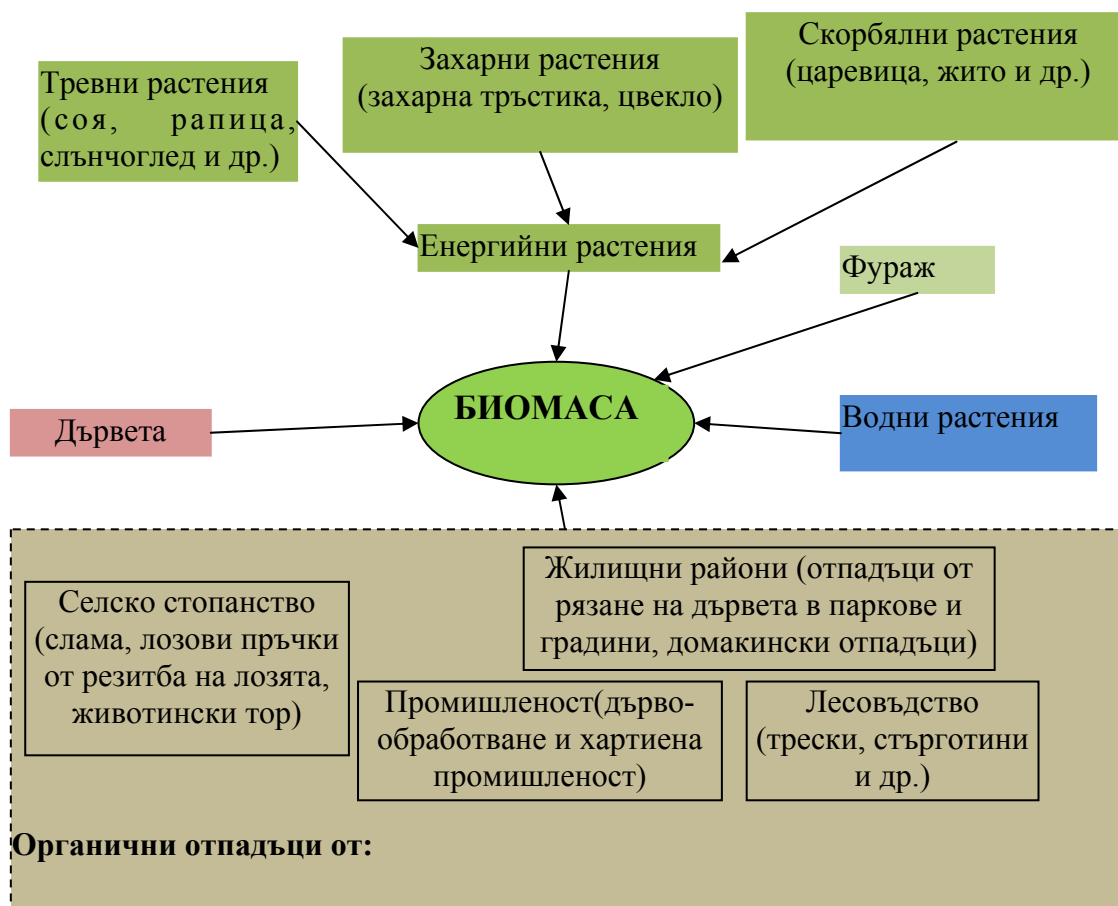 Тревни растения
(соя, рапица,
слънчоглед и др.)
Захарни растения
(захарна тръстика, цвекло)
Скорбялни растения
(царевица, жито и др.)
Енергийни растения
Фураж
БИОМАСА
Дървета
Водни растения
Селско стопанство
(слама, лозови пръчки
от резитба на лозята,
животински тор)
Жилищни райони (отпадъци от
рязане на дървета в паркове и
градини, домакински отпадъци)
Промишленост(дърво-
обработване и хартиена
промишленост)
Лесовъдство
(трески, стърготини
и др.)
Органични отпадъци от: